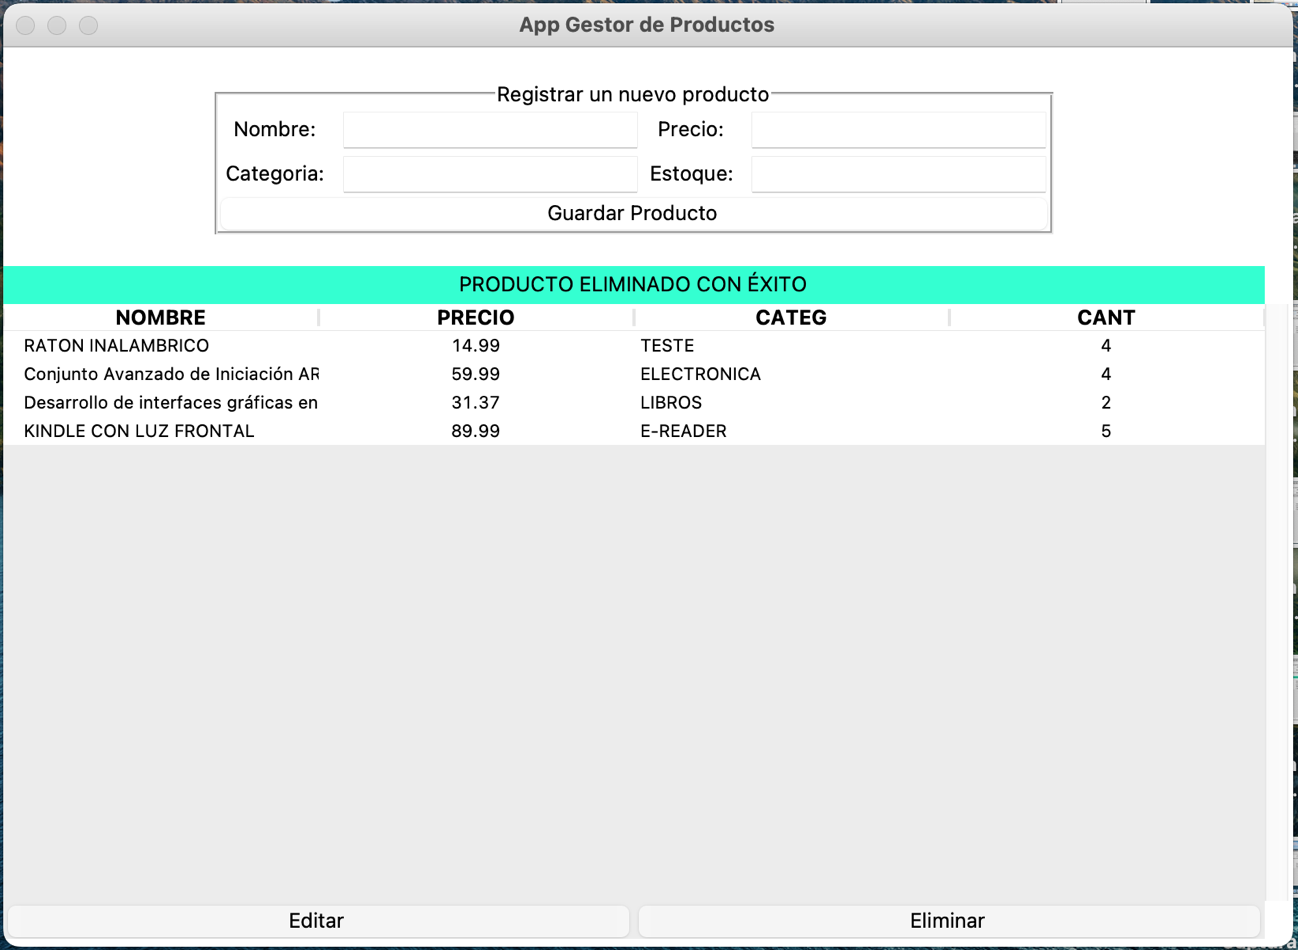 App Gestor de Productos
Registrar un nuevo producto
Nombre: Precio:
Categoria: Estoque:
Guardar Producto
PRODUCTO ELIMINADO CON ÉXITO
NOMBRE PRECIO CATEG CANT
RATON INALAMBRICO 14.99 TESTE 4
Conjunto Avanzado de Iniciación AR 59.99 ELECTRONICA 4
Desarrollo de interfaces gráficas en 31.37 LIBROS 2
KINDLE CON LUZ FRONTAL 89.99 E-READER 5
Editar Eliminar